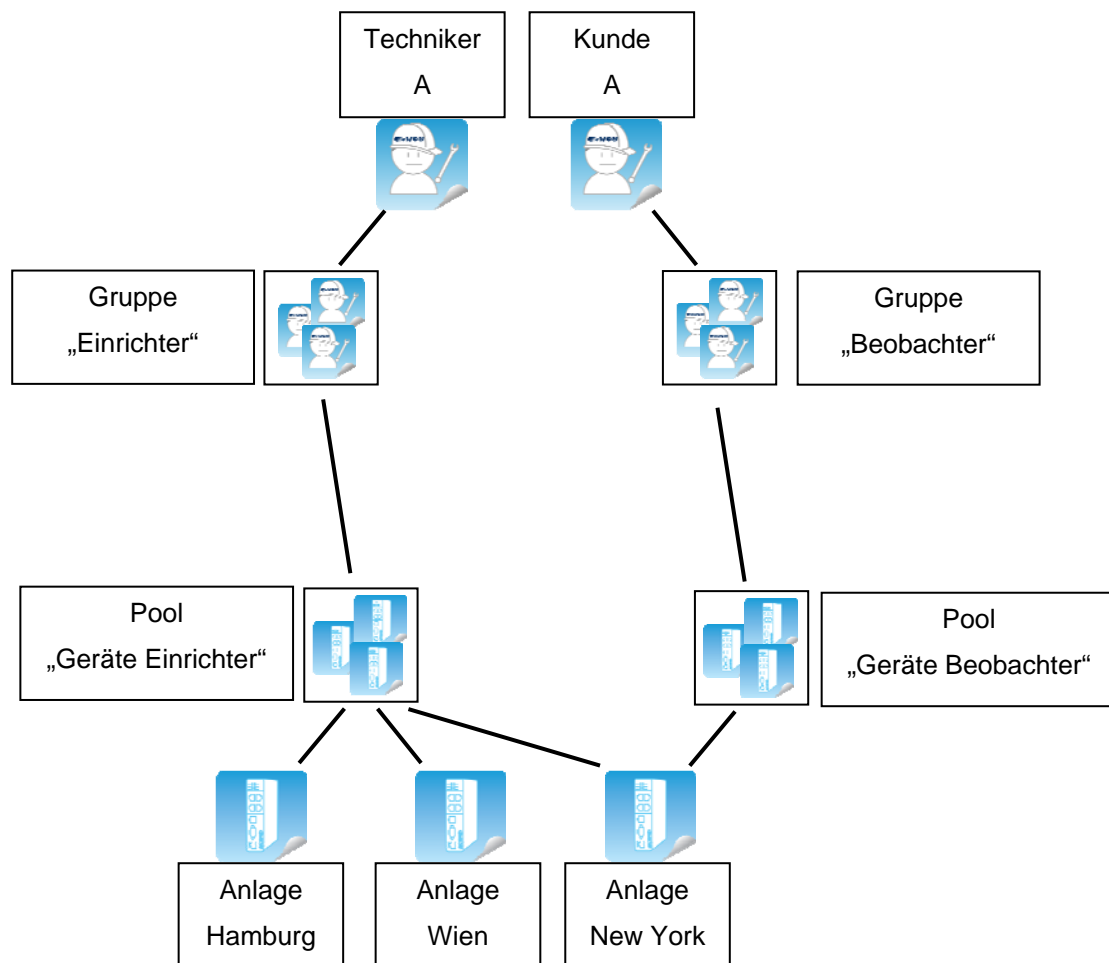 Techniker
A
Kunde
A
Gruppe
„Einrichter“
Gruppe
„Beobachter“
Pool
„Geräte Einrichter“
Pool
„Geräte Beobachter“
Anlage
Hamburg
Anlage
Wien
Anlage
New York